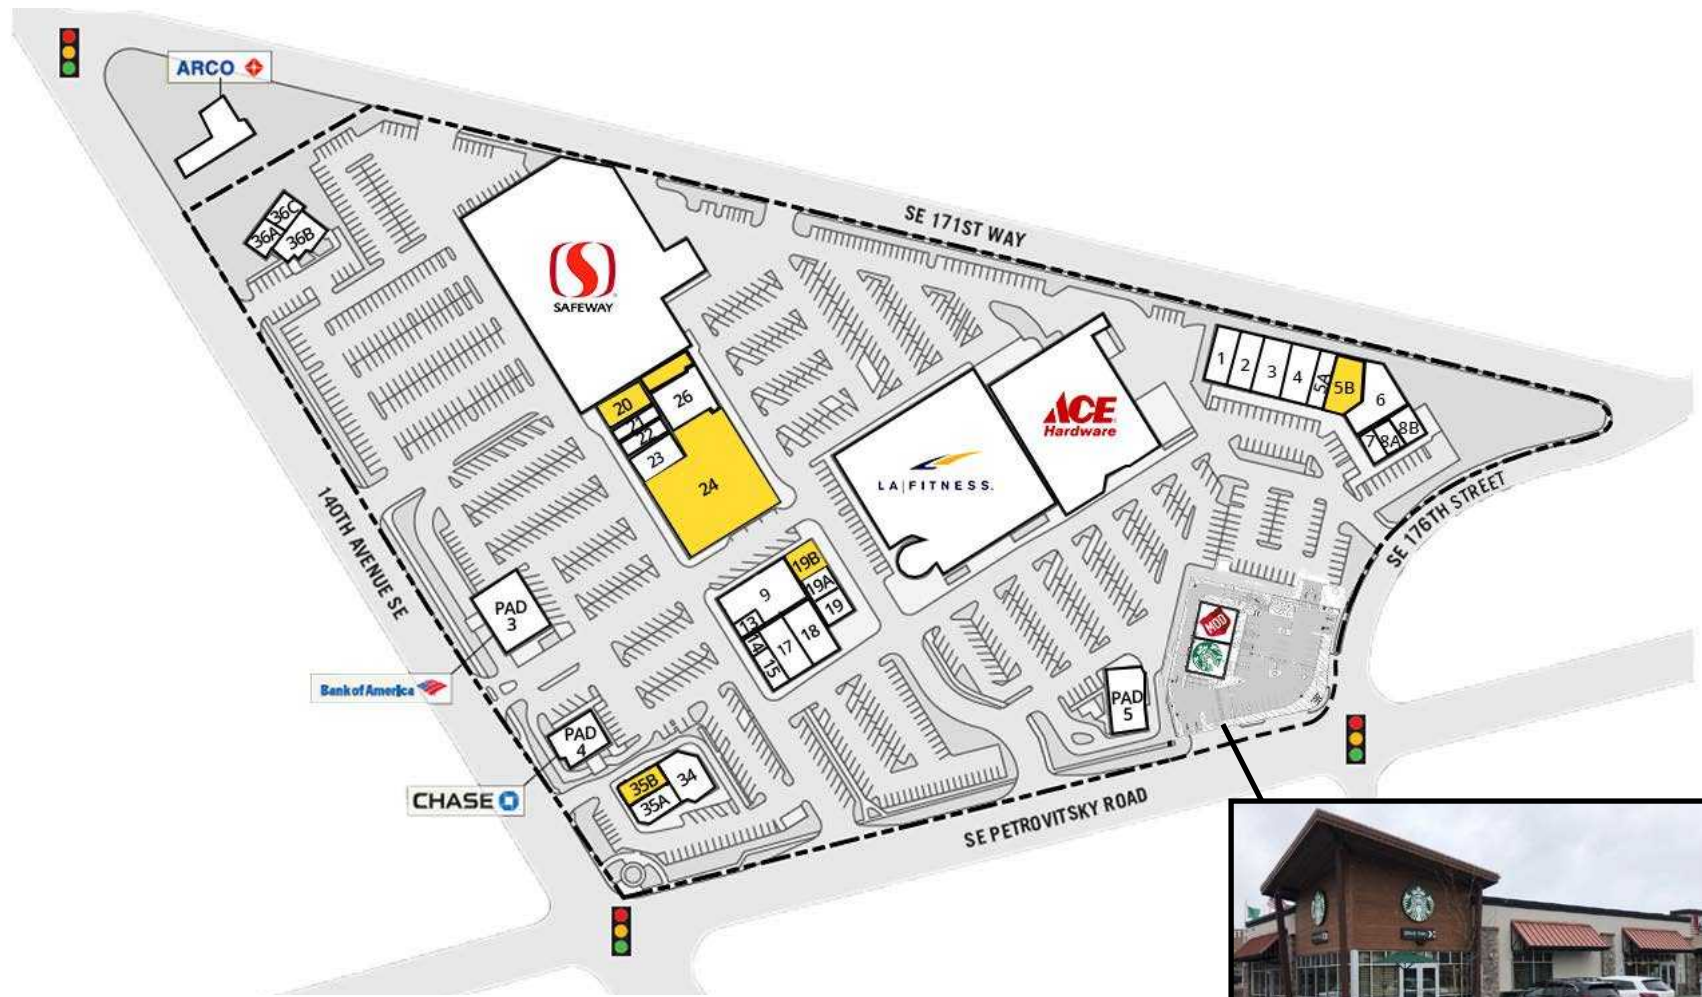 ARCO
36C
36A
36B
SAFEWAY
SE 171ST WAY
ACE
Hardware
LA|FITNESS.
1
2
3
4
5A
5B
6
7
8A
8B
20
21
22
23
24
26
140TH AVENUE SE
SE 176TH STREET
9
13
14
15
17
18
19B
19A
19
PAD
3
Bank of America
PAD
4
CHASE
35B
35A
34
PAD
5
MOD
SE PETROVITSKY ROAD